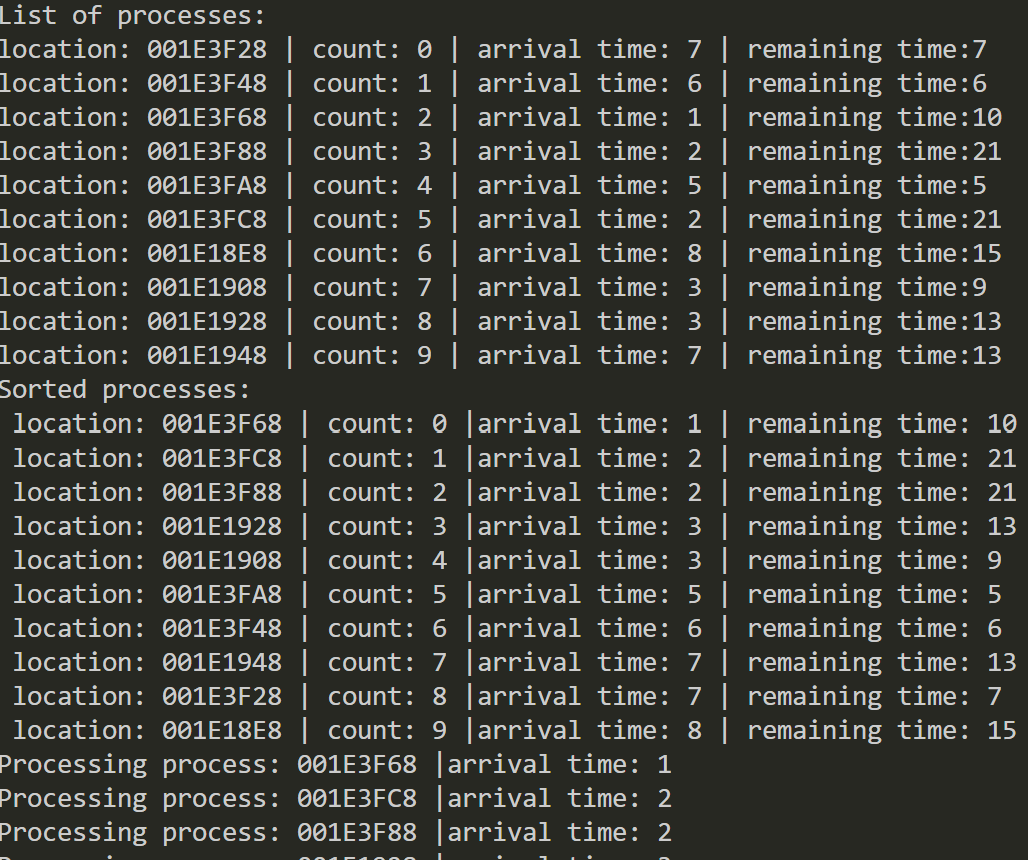 List of processes:
location: 001E3F28 | count: 0 | arrival time: 7 | remaining time:7
location: 001E3F48 | count: 1 | arrival time: 6 | remaining time:6
location: 001E3F68 | count: 2 | arrival time: 1 | remaining time:10
location: 001E3F88 | count: 3 | arrival time: 2 | remaining time:21
location: 001E3FA8 | count: 4 | arrival time: 5 | remaining time:5
location: 001E3FC8 | count: 5 | arrival time: 2 | remaining time:21
location: 001E18E8 | count: 6 | arrival time: 8 | remaining time:15
location: 001E1908 | count: 7 | arrival time: 3 | remaining time:9
location: 001E1928 | count: 8 | arrival time: 3 | remaining time:13
location: 001E1948 | count: 9 | arrival time: 7 | remaining time:13
Sorted processes:
 location: 001E3F68 | count: 0 |arrival time: 1 | remaining time: 10
 location: 001E3FC8 | count: 1 |arrival time: 2 | remaining time: 21
 location: 001E3F88 | count: 2 |arrival time: 2 | remaining time: 21
 location: 001E1928 | count: 3 |arrival time: 3 | remaining time: 13
 location: 001E1908 | count: 4 |arrival time: 3 | remaining time: 9
 location: 001E3FA8 | count: 5 |arrival time: 5 | remaining time: 5
 location: 001E3F48 | count: 6 |arrival time: 6 | remaining time: 6
 location: 001E1948 | count: 7 |arrival time: 7 | remaining time: 13
 location: 001E3F28 | count: 8 |arrival time: 7 | remaining time: 7
 location: 001E18E8 | count: 9 |arrival time: 8 | remaining time: 15
Processing process: 001E3F68 |arrival time: 1
Processing process: 001E3FC8 |arrival time: 2
Processing process: 001E3F88 |arrival time: 2